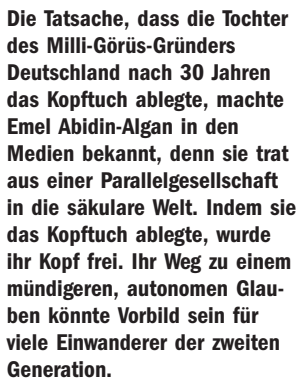 Die Tatsache, dass die Tochter
des Milli-Görüs-Gründers
Deutschland nach 30 Jahren
das Kopftuch ablegte, machte
Emel Abidin-Algan in den
Medien bekannt, denn sie trat
aus einer Parallelgesellschaft
in die säkulare Welt. Indem sie
das Kopftuch ablegte, wurde
ihr Kopf frei. Ihr Weg zu einem
mündigeren, autonomen Glau-
ben könnte Vorbild sein für
viele Einwanderer der zweiten
Generation.